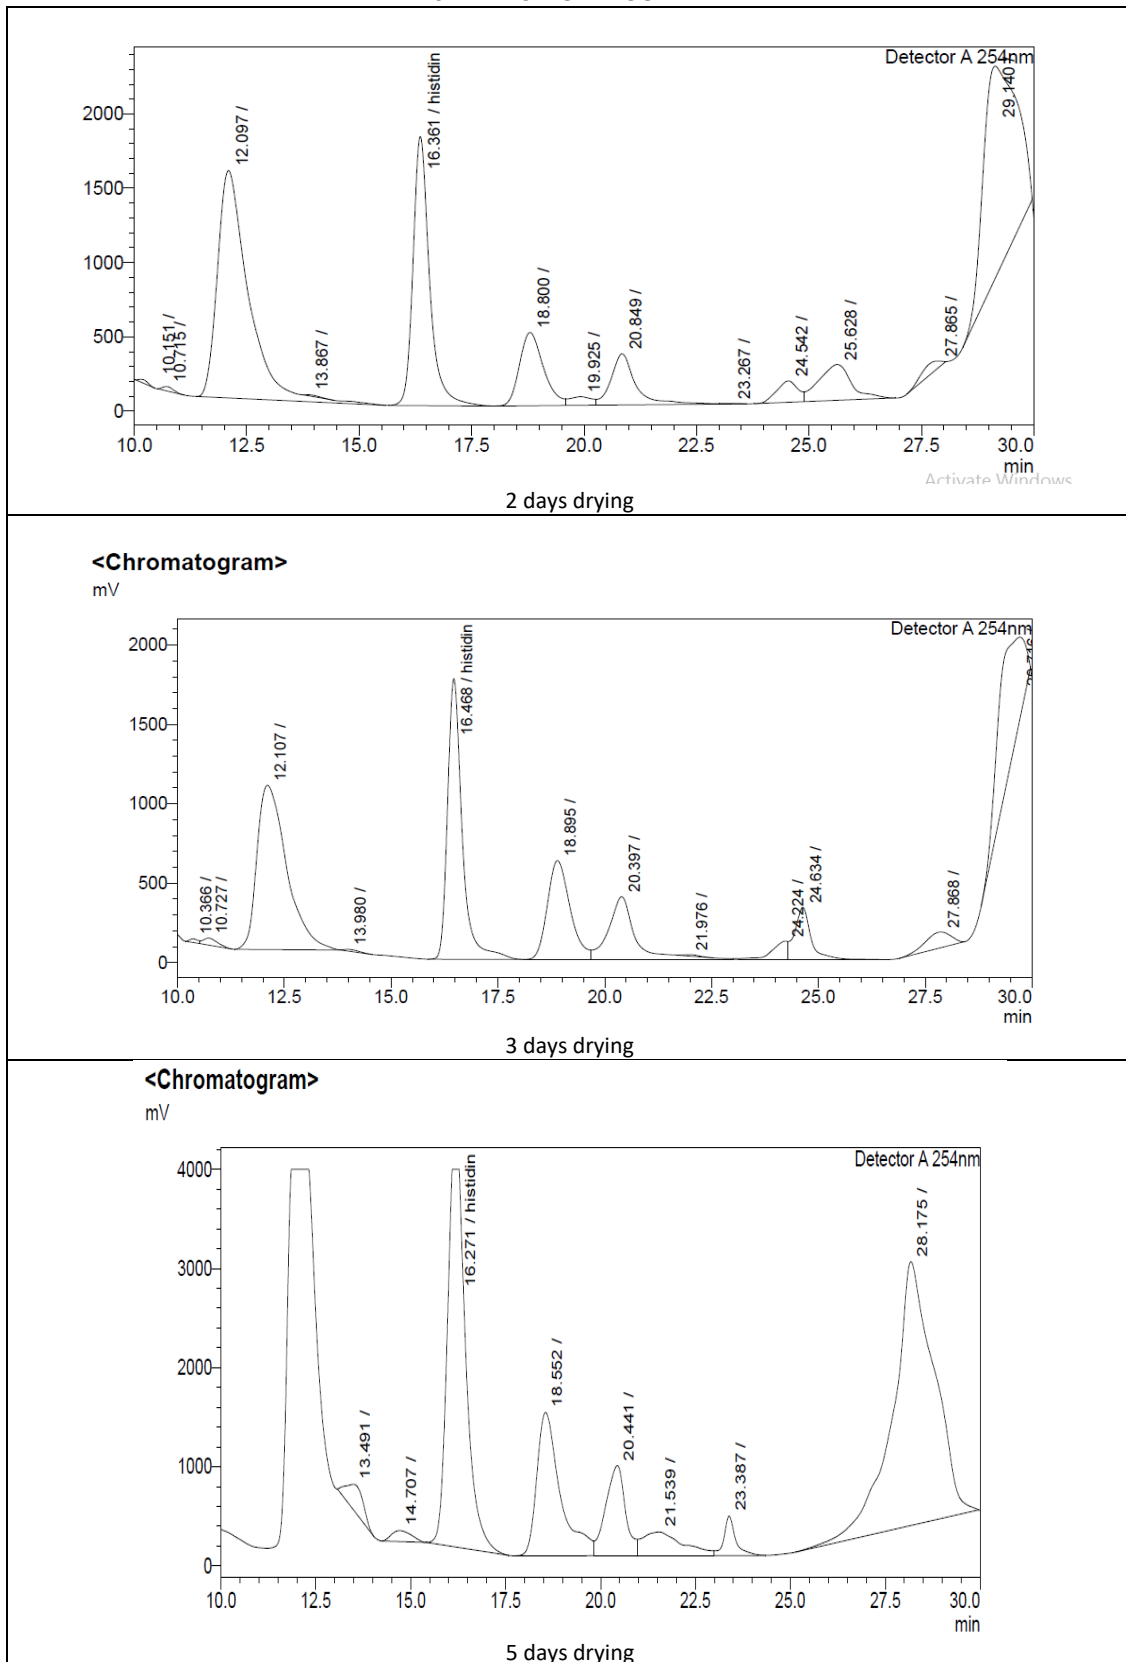 Detector A 254nm
2000
1500
1000
500
0
10.151 /
10.715 /
12.097 /
13.867 /
16.361 / histidin
18.800 /
19.925 /
20.849 /
23.267 /
24.542 /
25.628 /
27.865 /
29.140 /
10.0 12.5 15.0 17.5 20.0 22.5 25.0 27.5 30.0
min
Activate Windows
2 days drying
<Chromatogram>
mV
Detector A 254nm
2000
1500
1000
500
0
10.366 /
10.727 /
12.107 /
13.980 /
16.468 / histidin
18.895 /
20.397 /
21.976 /
24.224 /
24.634 /
27.868 /
10.0 12.5 15.0 17.5 20.0 22.5 25.0 27.5 30.0
min
3 days drying
<Chromatogram>
mV
Detector A 254nm
4000
3000
2000
1000
0
13.491 /
14.707 /
16.271 / histidin
18.552 /
20.441 /
21.539 /
23.387 /
28.175 /
10.0 12.5 15.0 17.5 20.0 22.5 25.0 27.5 30.0
min
5 days drying